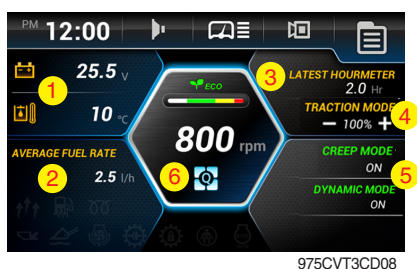 PM 12:00
25.5 V
1
10 °C
AVERAGE FUEL RATE
2
2.5 l/h
ECO
800 rpm
6
Q
3
LATEST HOURMETER
2.0 Hr
TRACTION MODE
4
− 100% +
CREEP MODE
ON
5
DYNAMIC MODE
ON
975CVT3CD08